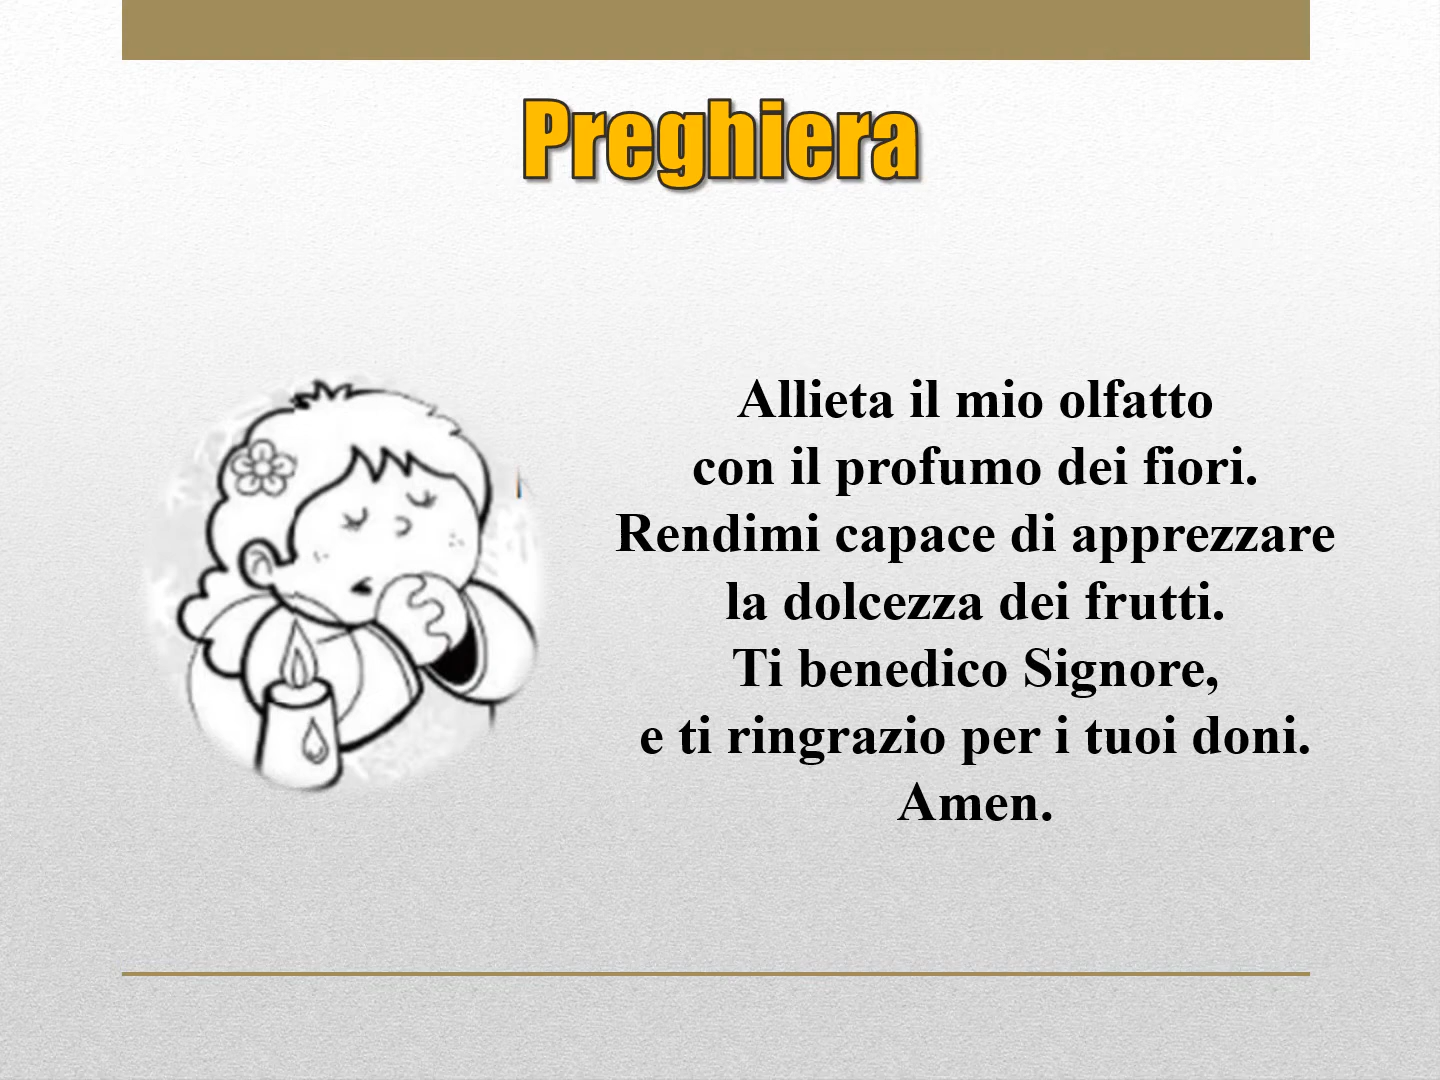 Preghiera
Allieta il mio olfatto
con il profumo dei fiori.
Rendimi capace di apprezzare
la dolcezza dei frutti.
Ti benedico Signore,
e ti ringrazio per i tuoi doni.
Amen.